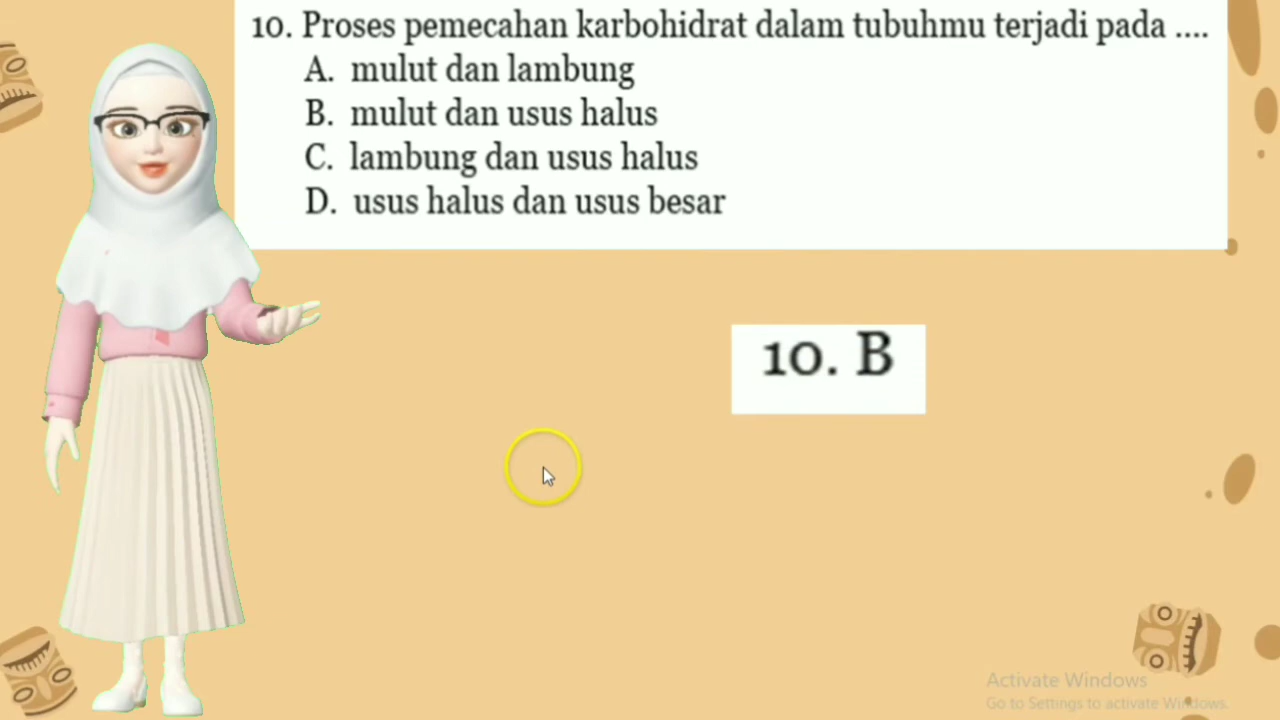 10. Proses pemecahan karbohidrat dalam tubuhmu terjadi pada ....
A. mulut dan lambung
B. mulut dan usus halus
C. lambung dan usus halus
D. usus halus dan usus besar
10. B
Activate Windows
Go to Settings to activate Windows.